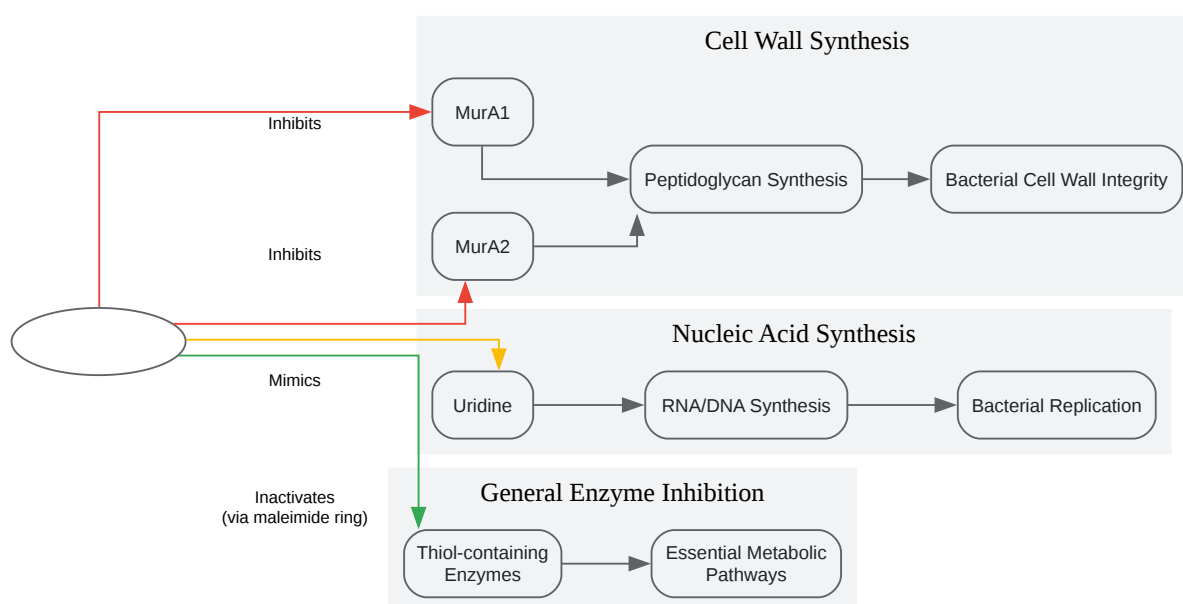 Cell Wall Synthesis
MurA1
Inhibits
Peptidoglycan Synthesis
Bacterial Cell Wall Integrity
MurA2
Inhibits
Nucleic Acid Synthesis
Mimics
Uridine
RNA/DNA Synthesis
Bacterial Replication
General Enzyme Inhibition
Inactivates
(via maleimide ring)
Thiol-containing
Enzymes
Essential Metabolic
Pathways